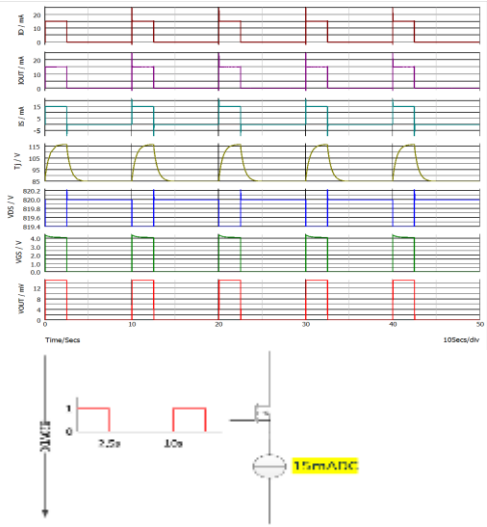 ID / mA
20
10
0
IOUT / mA
20
10
0
IS / mA
15
5
-5
TJ / V
115
105
95
85
VDS / V
820.2
820.0
819.8
819.6
819.4
VGS / V
4.0
3.0
2.0
1.0
0.0
VOUT / mV
12
8
4
0
0
10
20
30
40
50
Time/Secs
10Secs/div
1
0
2.5s
10s
15mADC